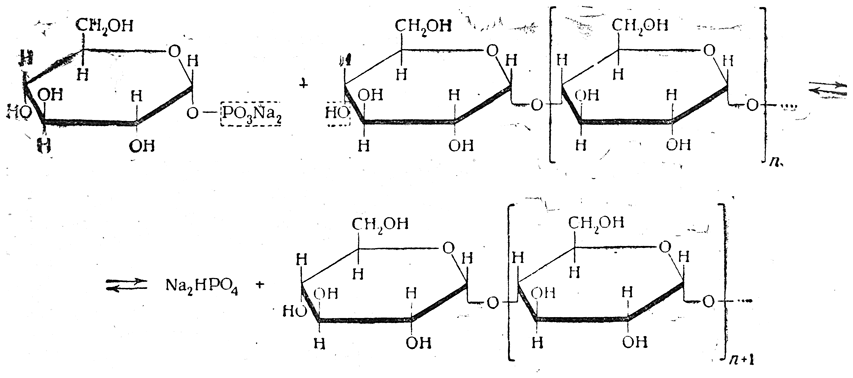 CH₂OH CH₂OH CH₂OH
H O H H O H H O H
H H H
OH H OH H OH H
HO O PO₃Na₂ + HO O O ... ⇌
H OH H OH H OH n
CH₂OH CH₂OH
H O H H O H
H H
⇌ Na₂HPO₄ + OH H OH H
HO O O ...
H OH H OH n+1